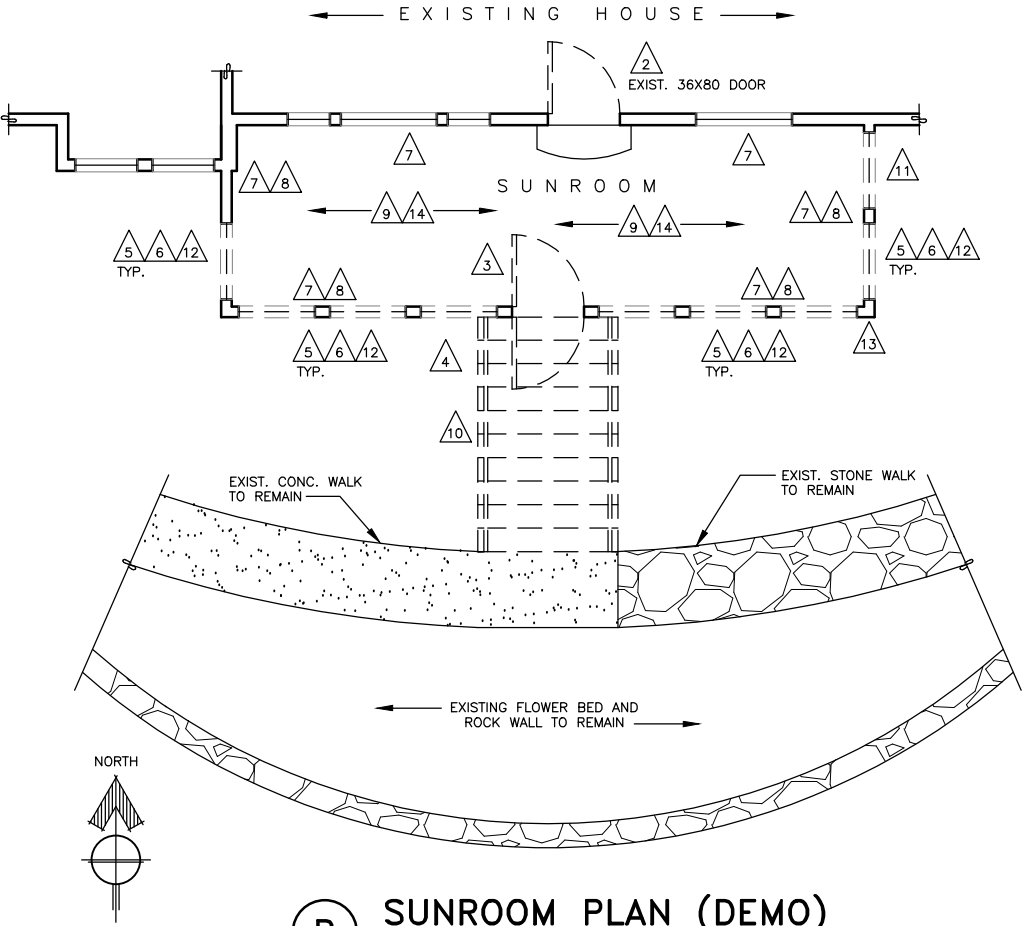 EXISTING HOUSE
2
EXIST. 36X80 DOOR
7
7
11
7 8
SUNROOM
7 8
9 14
9 14
5 6 12
TYP.
3
5 6 12
TYP.
7 8
7 8
13
5 6 12
TYP.
4
5 6 12
TYP.
10
EXIST. CONC. WALK
TO REMAIN
EXIST. STONE WALK
TO REMAIN
EXISTING FLOWER BED AND
ROCK WALL TO REMAIN
NORTH
SUNROOM PLAN (DEMO)